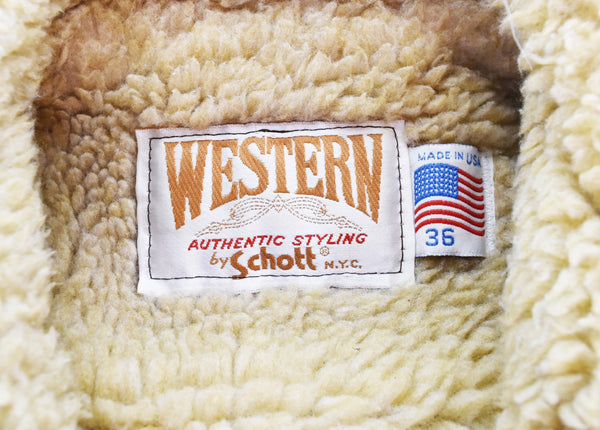 WESTERN
AUTHENTIC STYLING
by Schott® N.Y.C.
MADE IN USA
36